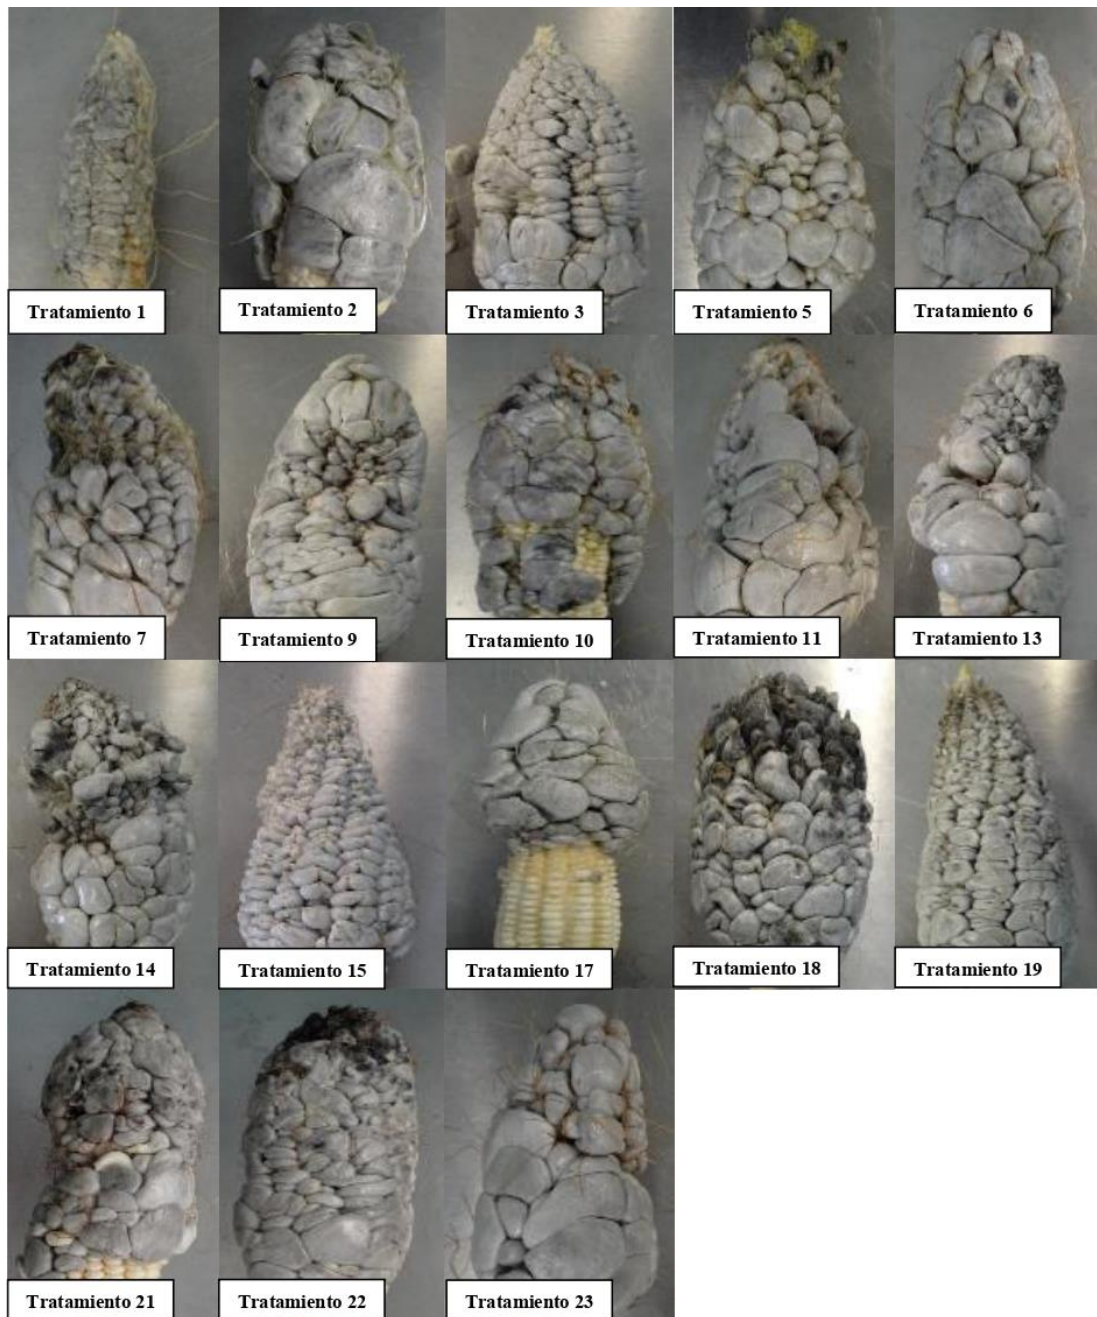 Tratamiento 1
Tratamiento 2
Tratamiento 3
Tratamiento 5
Tratamiento 6
Tratamiento 7
Tratamiento 9
Tratamiento 10
Tratamiento 11
Tratamiento 13
Tratamiento 14
Tratamiento 15
Tratamiento 17
Tratamiento 18
Tratamiento 19
Tratamiento 21
Tratamiento 22
Tratamiento 23